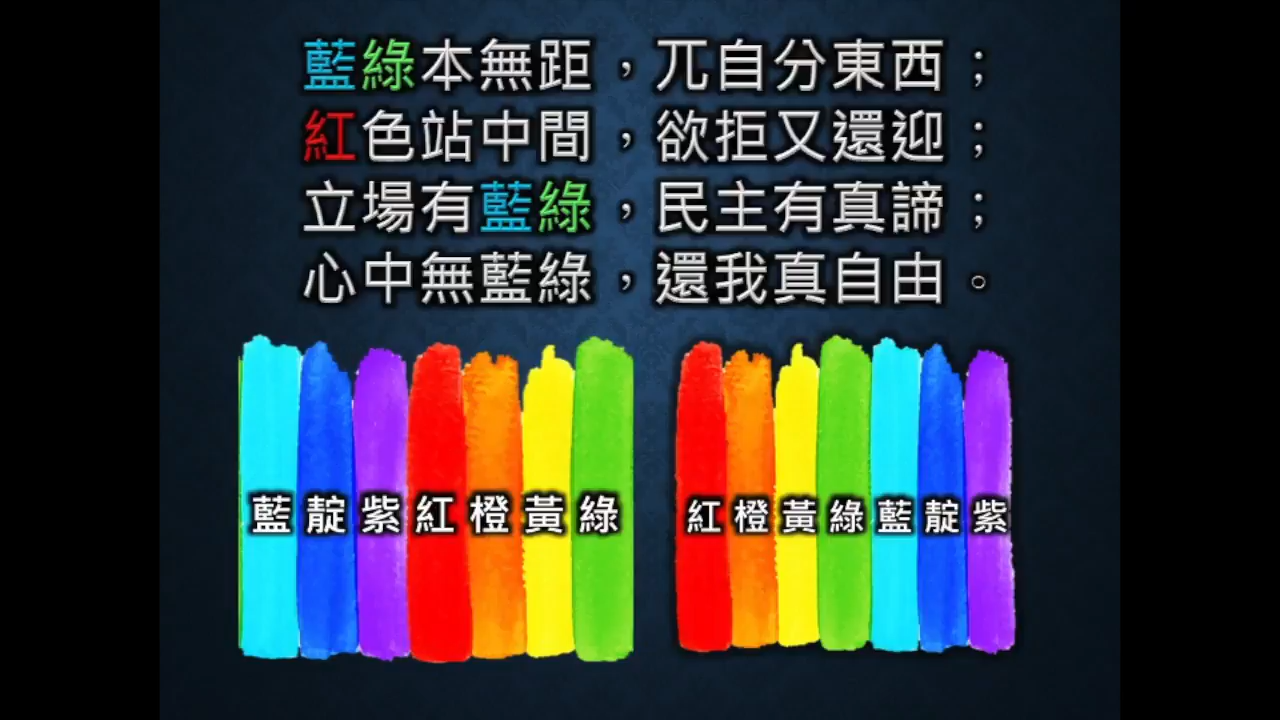 藍綠本無距，兀自分東西；
紅色站中間，欲拒又還迎；
立場有藍綠，民主有真諦；
心中無藍綠，還我真自由。
藍靛紫紅橙黃綠
紅橙黃綠藍靛紫